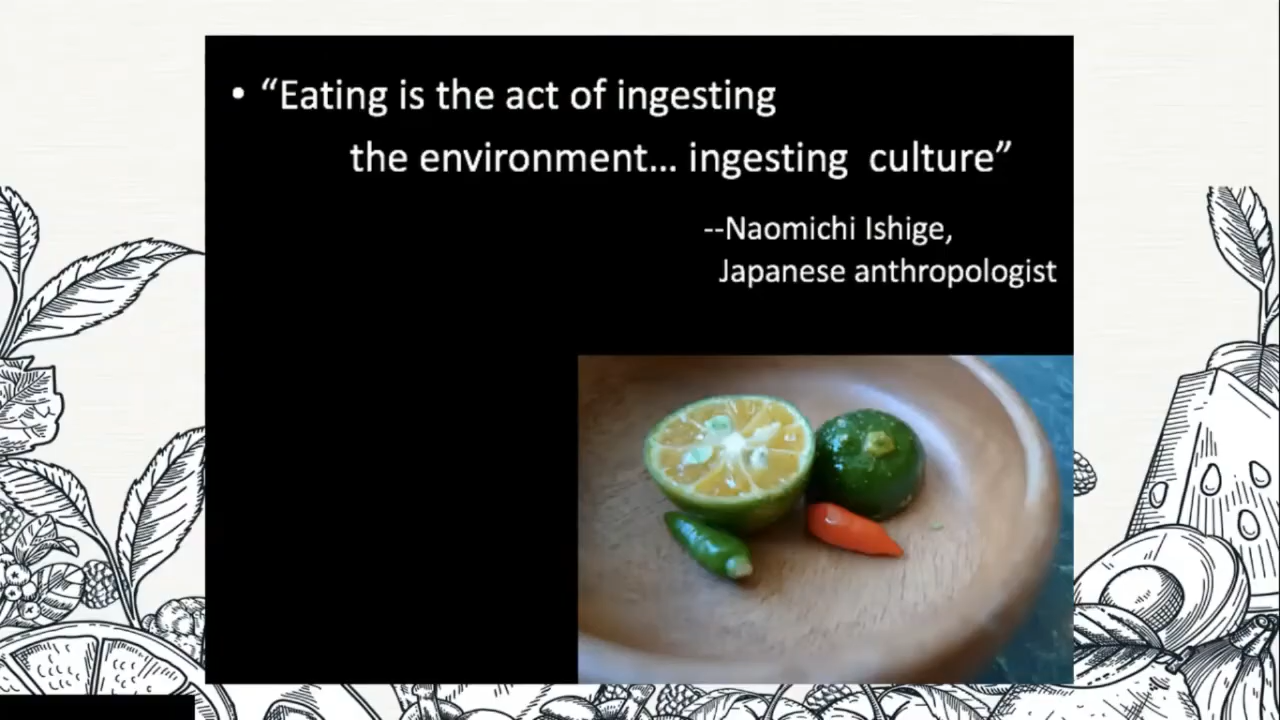 • “Eating is the act of ingesting
the environment... ingesting culture”
--Naomichi Ishige,
Japanese anthropologist